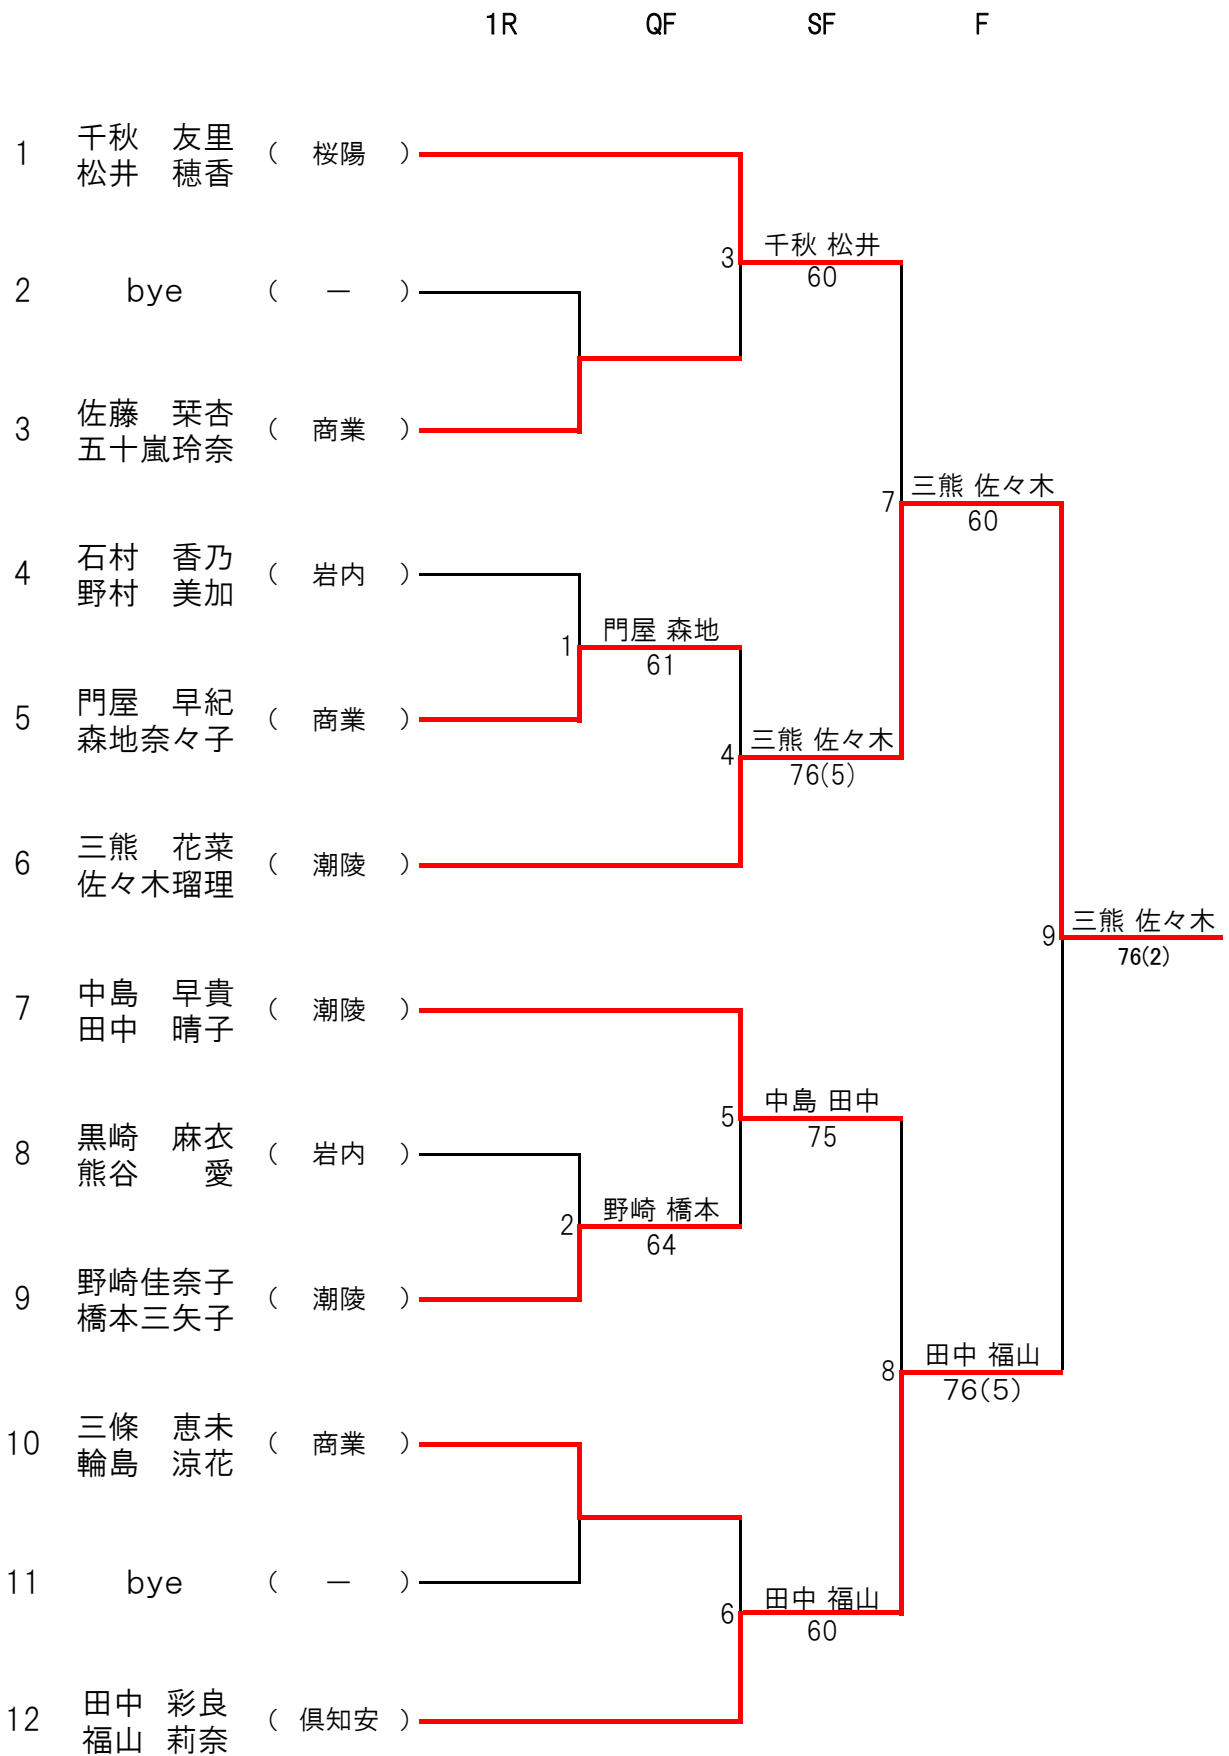 1R QF SF F
1 千秋　友里 ( 桜陽 )
松井　穂香
3 千秋 松井
60
2 bye ( － )
3 佐藤　栞杏 ( 商業 )
五十嵐玲奈
7 三熊 佐々木
60
4 石村　香乃 ( 岩内 )
野村　美加
1 門屋 森地
61
5 門屋　早紀 ( 商業 )
森地奈々子
4 三熊 佐々木
76(5)
6 三熊　花菜 ( 潮陵 )
佐々木瑠理
9 三熊 佐々木
76(2)
7 中島　早貴 ( 潮陵 )
田中　晴子
5 中島 田中
75
8 黒崎　麻衣 ( 岩内 )
熊谷　　愛
2 野崎 橋本
64
9 野崎佳奈子 ( 潮陵 )
橋本三矢子
8 田中 福山
76(5)
10 三條　恵未 ( 商業 )
輪島　涼花
11 bye ( － )
6 田中 福山
60
12 田中　彩良 ( 倶知安 )
福山　莉奈